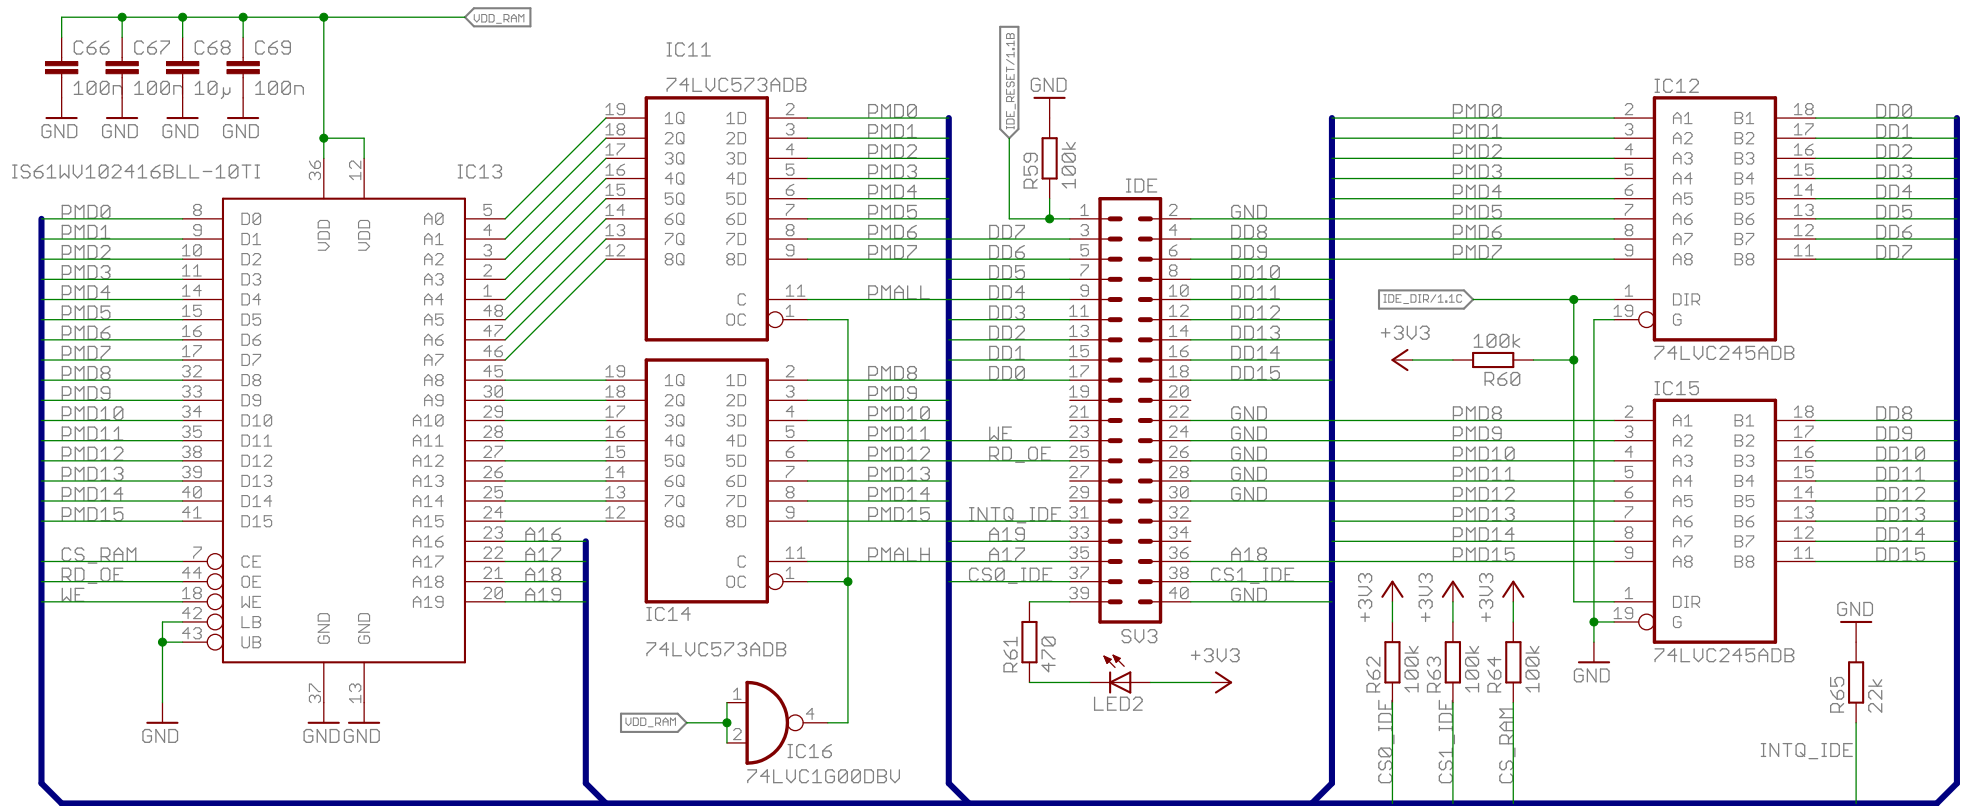 VDD_RAM
C66 C67 C68 C69
100n 100n 10µ 100n
GND GND GND GND
IS61WV102416BLL-10TI
IC13
36 12
VDD VDD
PMD0 8 D0 A0 5
PMD1 9 D1 A1 4
PMD2 10 D2 A2 3
PMD3 11 D3 A3 2
PMD4 14 D4 A4 1
PMD5 15 D5 A5 48
PMD6 16 D6 A6 47
PMD7 17 D7 A7 46
PMD8 32 D8 A8 45
PMD9 33 D9 A9 30
PMD10 34 D10 A10 29
PMD11 35 D11 A11 28
PMD12 38 D12 A12 27
PMD13 39 D13 A13 26
PMD14 40 D14 A14 25
PMD15 41 D15 A15 24
A16 23 A16
CS_RAM 7 CE A17 22 A17
RD_OE 44 OE A18 21 A18
WE 18 WE A19 20 A19
42 LB
43 UB
GND GND
37 13
GND GND GND
IC11
74LVC573ADB
19 1Q 1D 2 PMD0
18 2Q 2D 3 PMD1
17 3Q 3D 4 PMD2
16 4Q 4D 5 PMD3
15 5Q 5D 6 PMD4
14 6Q 6D 7 PMD5
13 7Q 7D 8 PMD6
12 8Q 8D 9 PMD7
C 11 PMALL
OC 1
19 1Q 1D 2 PMD8
18 2Q 2D 3 PMD9
17 3Q 3D 4 PMD10
16 4Q 4D 5 PMD11
15 5Q 5D 6 PMD12
14 6Q 6D 7 PMD13
13 7Q 7D 8 PMD14
12 8Q 8D 9 PMD15
C 11 PMALH
OC 1
IC14
74LVC573ADB
VDD_RAM
1
2
4
IC16
74LVC1G00DBV
IDE_RESET/1.1B
GND
R59
100k
IDE
1 2 GND
DD7 3 4 DD8
DD6 5 6 DD9
DD5 7 8 DD10
DD4 9 10 DD11
DD3 11 12 DD12
DD2 13 14 DD13
DD1 15 16 DD14
DD0 17 18 DD15
19 20
21 22 GND
WE 23 24 GND
RD_OE 25 26 GND
27 28 GND
29 30 GND
INTQ_IDE 31 32
A19 33 34
A17 35 36 A18
CS0_IDE 37 38 CS1_IDE
39 40 GND
SV3
R61
470
LED2
+3V3
IC12
PMD0 2 A1 B1 18 DD0
PMD1 3 A2 B2 17 DD1
PMD2 4 A3 B3 16 DD2
PMD3 5 A4 B4 15 DD3
PMD4 6 A5 B5 14 DD4
PMD5 7 A6 B6 13 DD5
PMD6 8 A7 B7 12 DD6
PMD7 9 A8 B8 11 DD7
IDE_DIR/1.1C
1 DIR
19 G
74LVC245ADB
+3V3
100k
R60
IC15
PMD8 2 A1 B1 18 DD8
PMD9 3 A2 B2 17 DD9
PMD10 4 A3 B3 16 DD10
PMD11 5 A4 B4 15 DD11
PMD12 6 A5 B5 14 DD12
PMD13 7 A6 B6 13 DD13
PMD14 8 A7 B7 12 DD14
PMD15 9 A8 B8 11 DD15
1 DIR
19 G
74LVC245ADB
GND
+3V3 +3V3 +3V3
R62 100k R63 100k R64 100k
CS0_IDE CS1_IDE CS_RAM
GND
R65
22k
INTQ_IDE